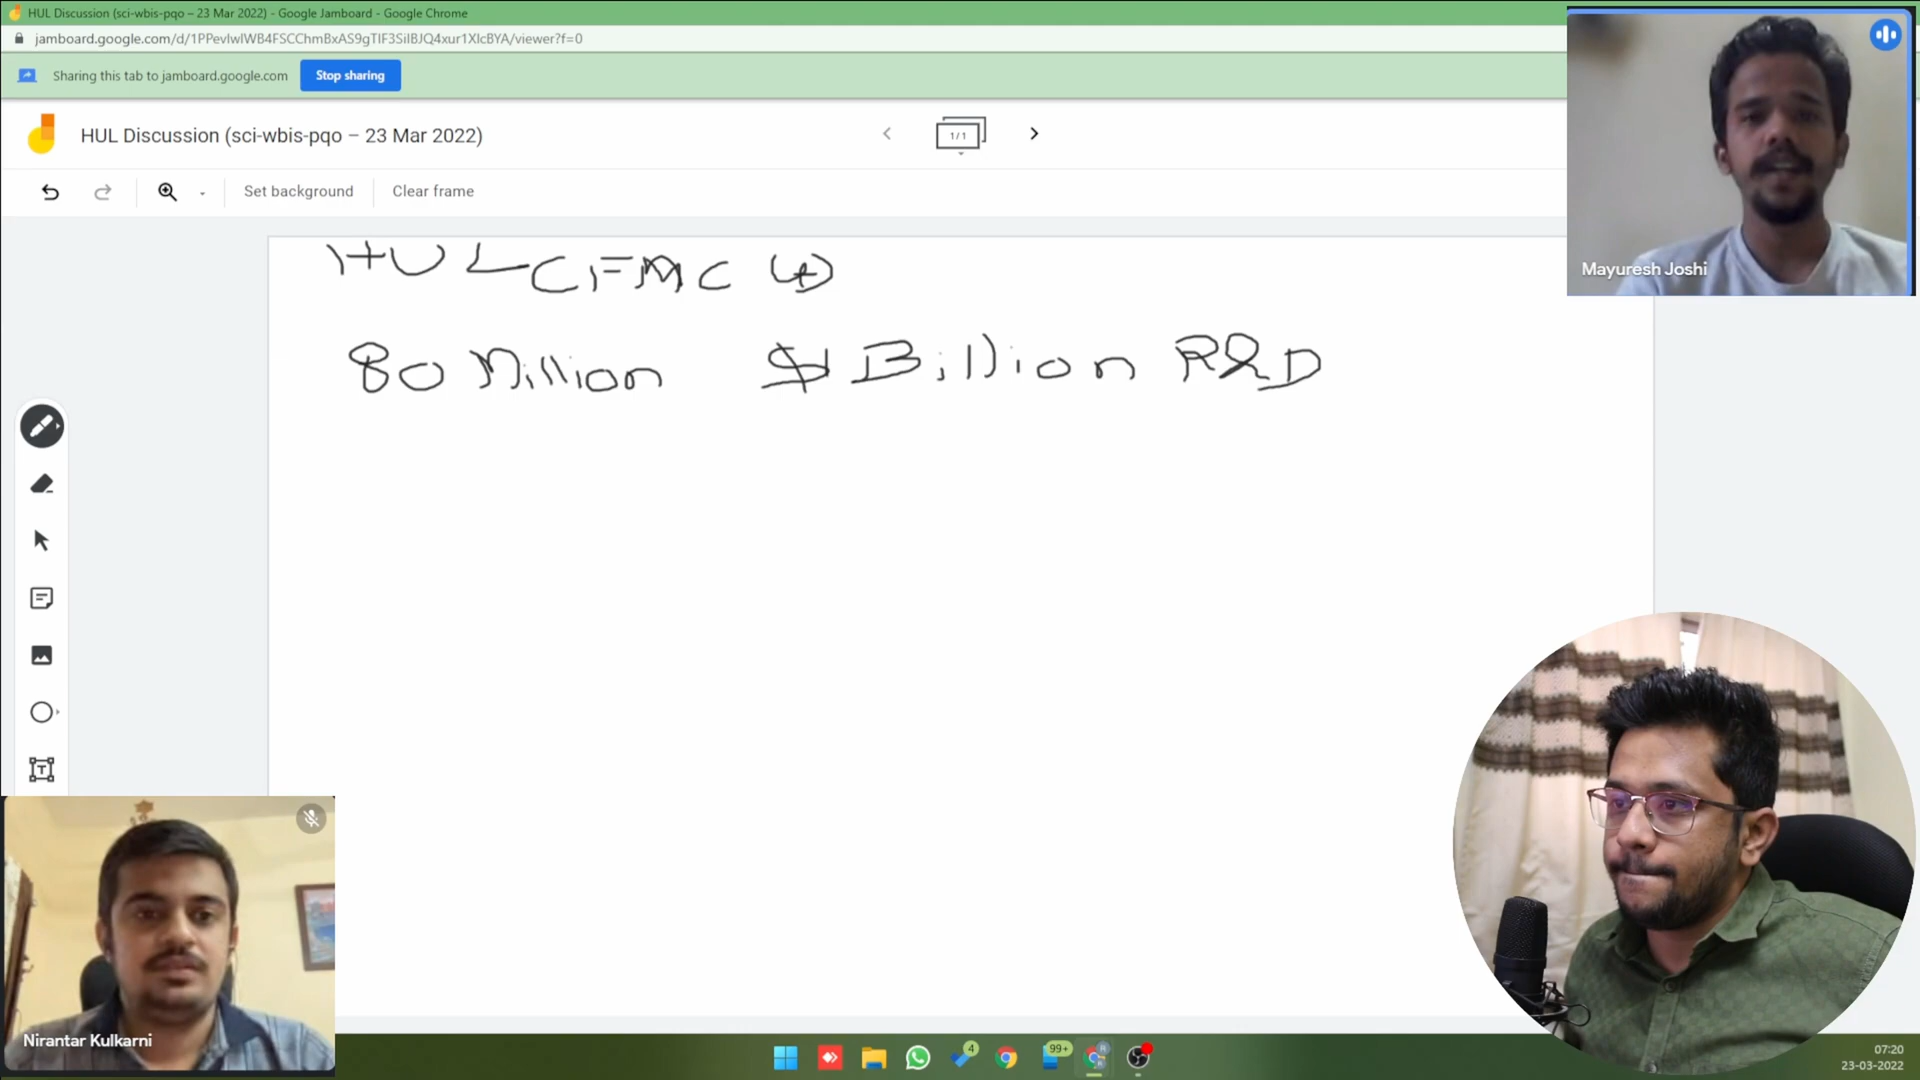 HUL Discussion (sci-wbis-pqo – 23 Mar 2022) - Google Jamboard - Google Chrome
jamboard.google.com/d/1PPevIwIWB4FSCChmBxAS9gTIF3SiIBJQ4xur1XIcBYA/viewer?f=0
Sharing this tab to jamboard.google.com
Stop sharing
HUL Discussion (sci-wbis-pqo – 23 Mar 2022)
1/1
Set background
Clear frame
Mayuresh Joshi
HUL
80 Million $ Billion R&D
Nirantar Kulkarni
4
99+
07:20
23-03-2022